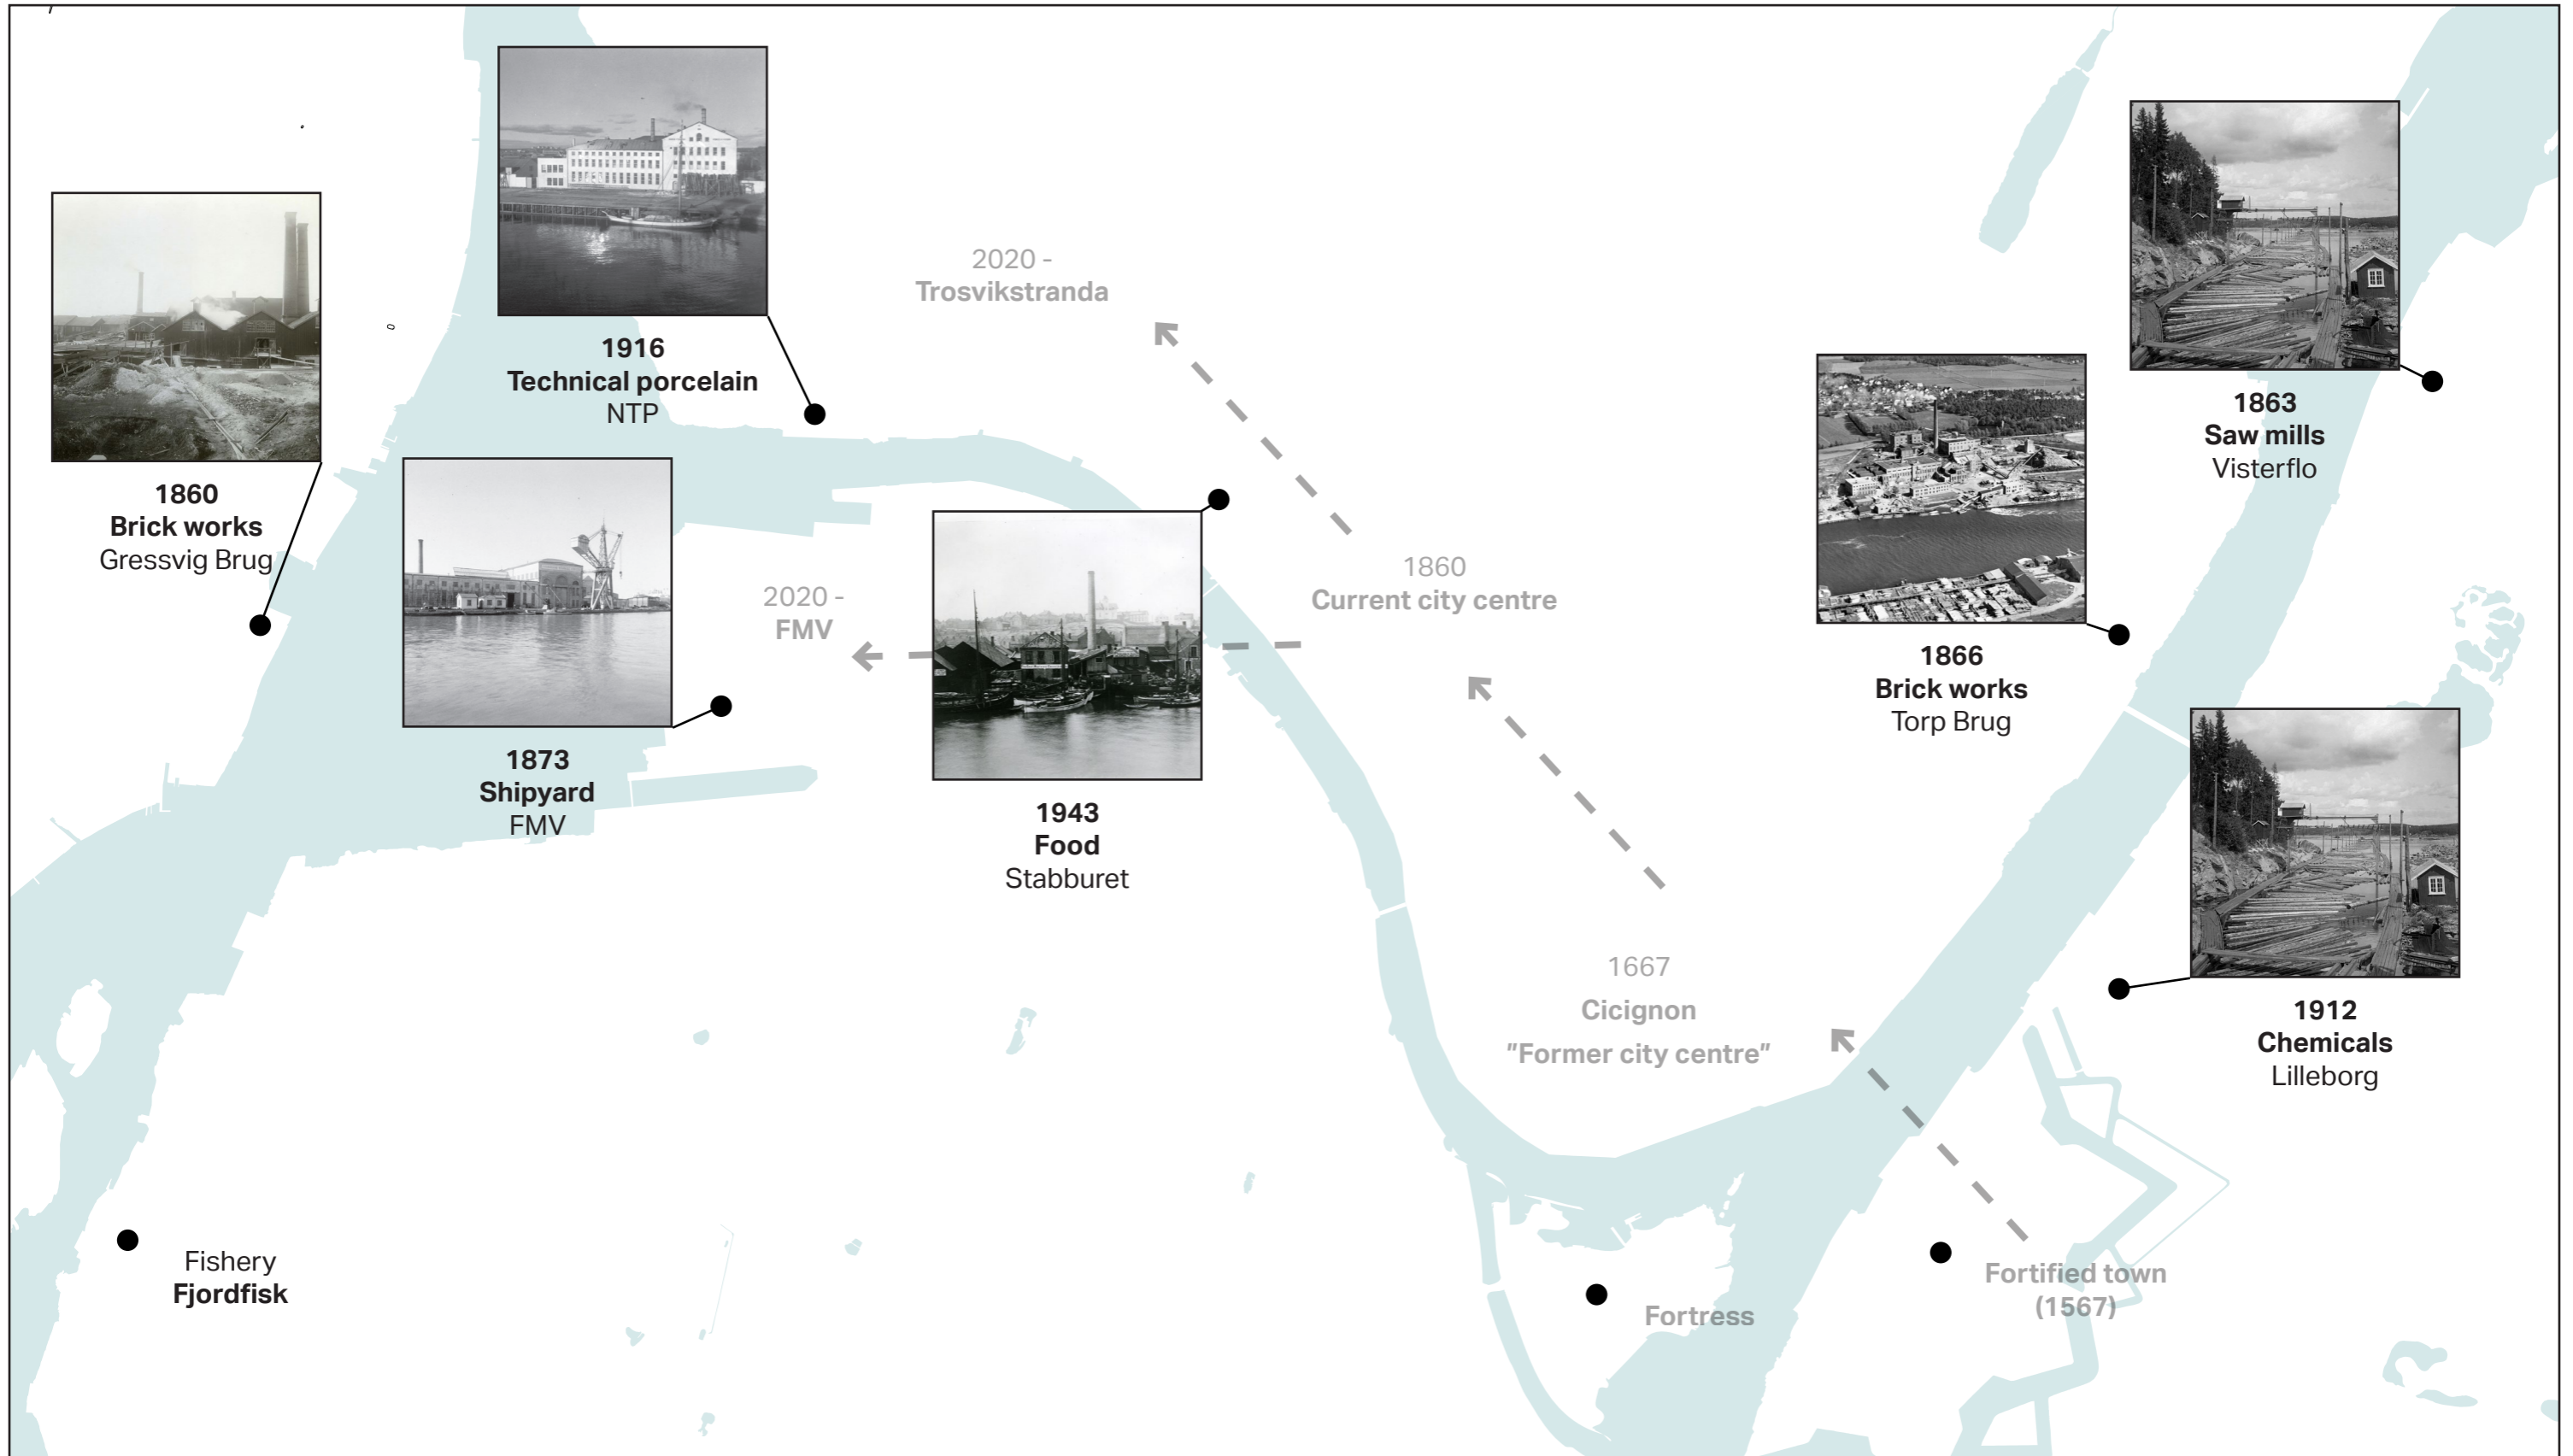 1916
Technical porcelain
NTP
2020 -
Trosvikstranda
1863
Saw mills
Visterflo
1860
Brick works
Gressvig Brug
2020 -
FMV
1860
Current city centre
1866
Brick works
Torp Brug
1873
Shipyard
FMV
1943
Food
Stabburet
1667
Cicignon
"Former city centre"
1912
Chemicals
Lilleborg
Fishery
Fjordfisk
Fortress
Fortified town
(1567)